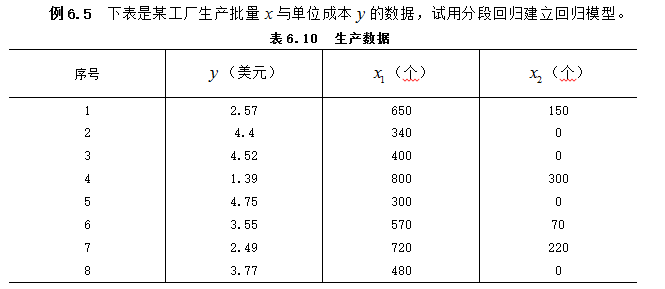 例 6.5 下表是某工厂生产批量 x 与单位成本 y 的数据，试用分段回归建立回归模型。
表 6.10 生产数据
序号 y（美元） x₁（个） x₂（个）
1 2.57 650 150
2 4.4 340 0
3 4.52 400 0
4 1.39 800 300
5 4.75 300 0
6 3.55 570 70
7 2.49 720 220
8 3.77 480 0